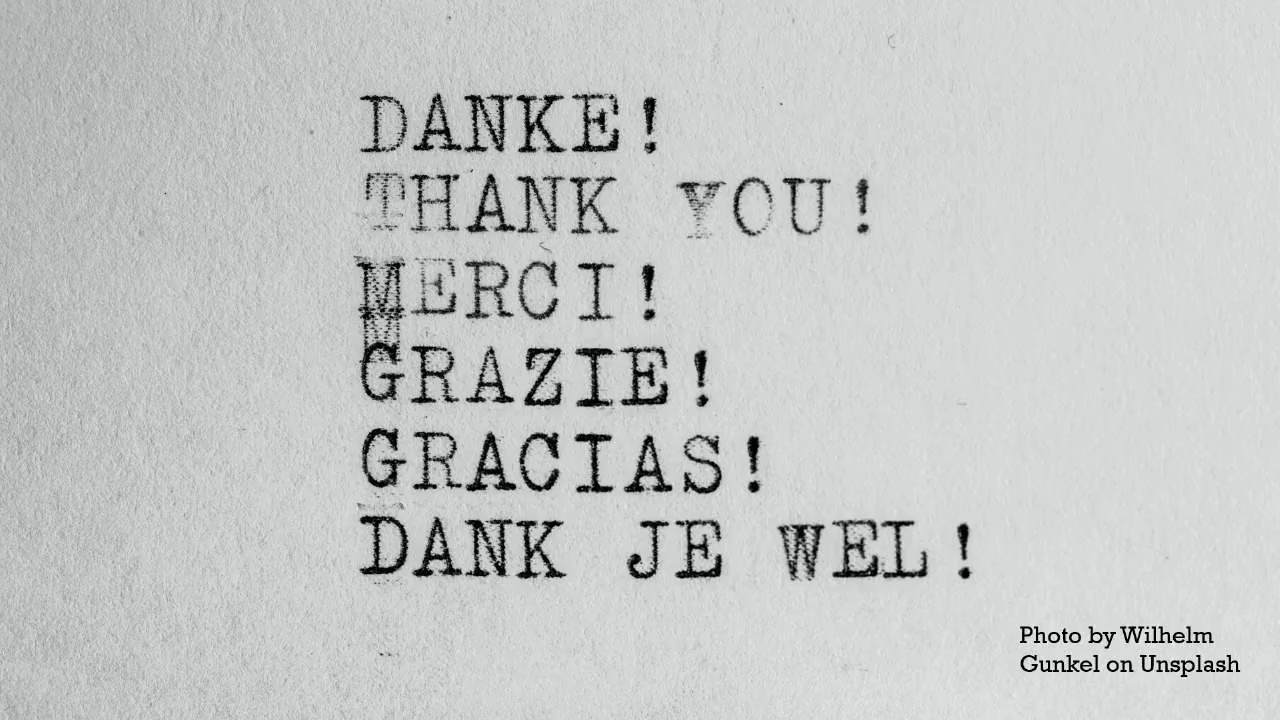 DANKE!
THANK YOU!
MERCI!
GRAZIE!
GRACIAS!
DANK JE WEL!
Photo by Wilhelm
Gunkel on Unsplash